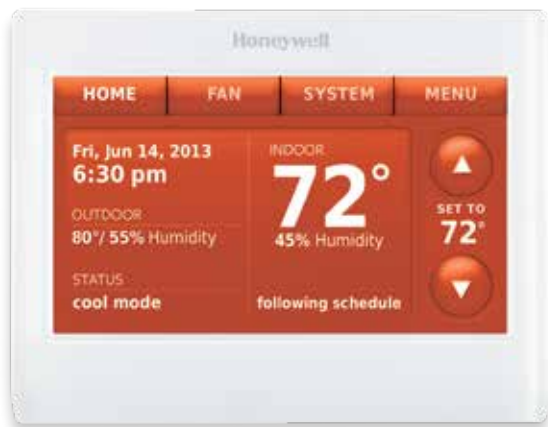 Honeywell
HOME FAN SYSTEM MENU
Fri, Jun 14, 2013
6:30 pm
OUTDOOR
80°/ 55% Humidity
STATUS
cool mode
INDOOR
72°
45% Humidity
following schedule
SET TO
72°